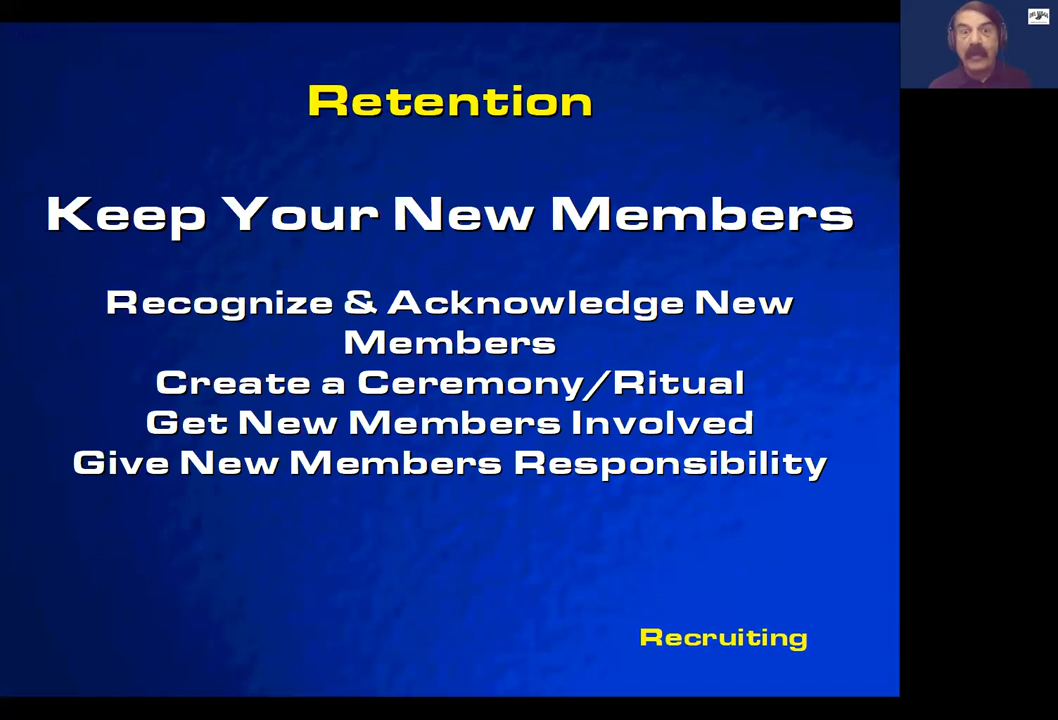 Retention
Keep Your New Members
Recognize & Acknowledge New
Members
Create a Ceremony/Ritual
Get New Members Involved
Give New Members Responsibility
Recruiting